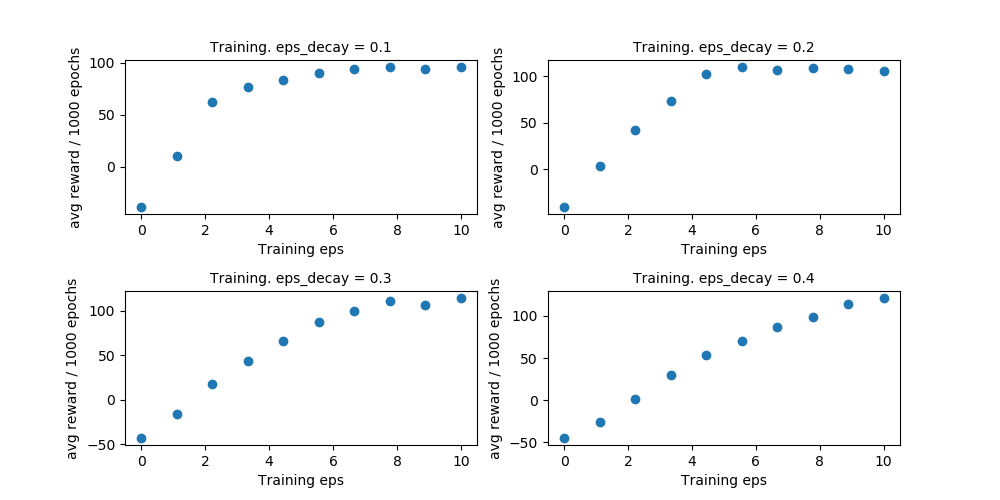 Training. eps_decay = 0.1
avg reward / 1000 epochs
100
50
0
0 2 4 6 8 10
Training eps
Training. eps_decay = 0.2
avg reward / 1000 epochs
100
50
0
0 2 4 6 8 10
Training eps
Training. eps_decay = 0.3
avg reward / 1000 epochs
100
50
0
−50
0 2 4 6 8 10
Training eps
Training. eps_decay = 0.4
avg reward / 1000 epochs
100
50
0
−50
0 2 4 6 8 10
Training eps